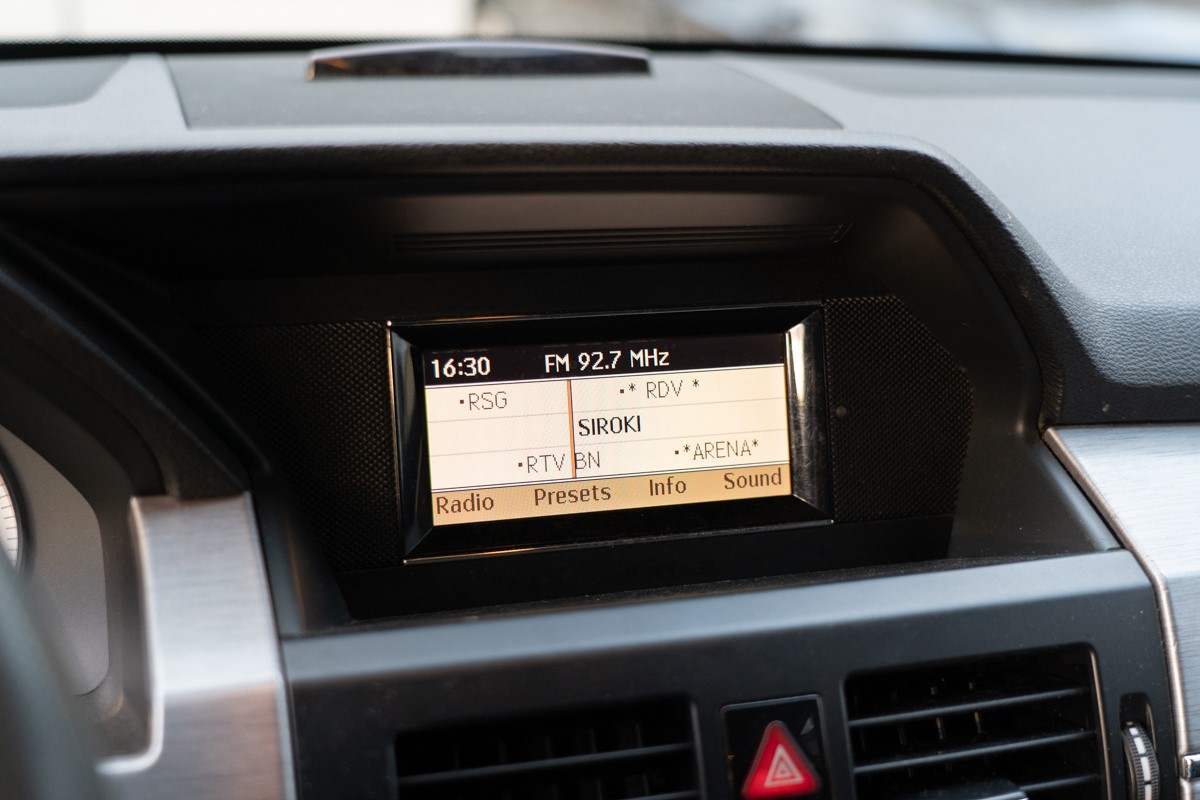 16:30 FM 92.7 MHz
▪RSG ▪* RDV *
SIROKI
▪RTV BN ▪*ARENA*
Radio Presets Info Sound